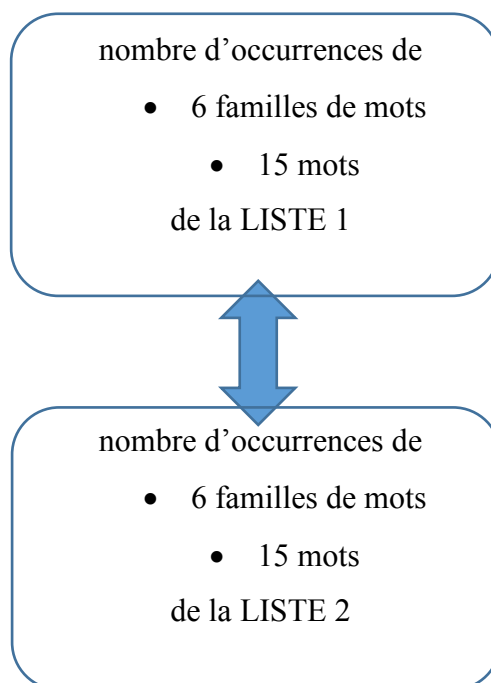 nombre d’occurrences de
• 6 familles de mots
• 15 mots
de la LISTE 1
nombre d’occurrences de
• 6 familles de mots
• 15 mots
de la LISTE 2